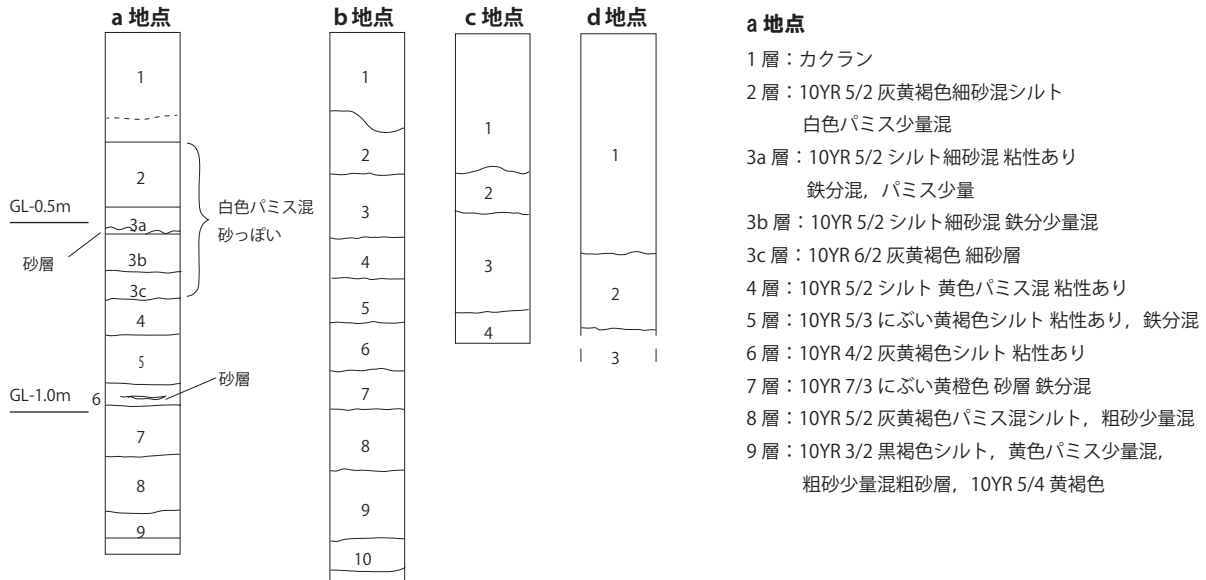 a 地点
1
2
3a
3b
3c
4
5
6
7
8
9
GL-0.5m
砂層
GL-1.0m
砂層
白色パミス混
砂っぽい
b 地点
1
2
3
4
5
6
7
8
9
10
c 地点
1
2
3
4
d 地点
1
2
3
a 地点
1 層：カクラン
2 層：10YR 5/2 灰黄褐色細砂混シルト
白色パミス少量混
3a 層：10YR 5/2 シルト細砂混 粘性あり
鉄分混，パミス少量
3b 層：10YR 5/2 シルト細砂混 鉄分少量混
3c 層：10YR 6/2 灰黄褐色 細砂層
4 層：10YR 5/2 シルト 黄色パミス混 粘性あり
5 層：10YR 5/3 にぶい黄褐色シルト 粘性あり，鉄分混
6 層：10YR 4/2 灰黄褐色シルト 粘性あり
7 層：10YR 7/3 にぶい黄橙色 砂層 鉄分混
8 層：10YR 5/2 灰黄褐色パミス混シルト，粗砂少量混
9 層：10YR 3/2 黒褐色シルト，黄色パミス少量混，
粗砂少量混粗砂層，10YR 5/4 黄褐色